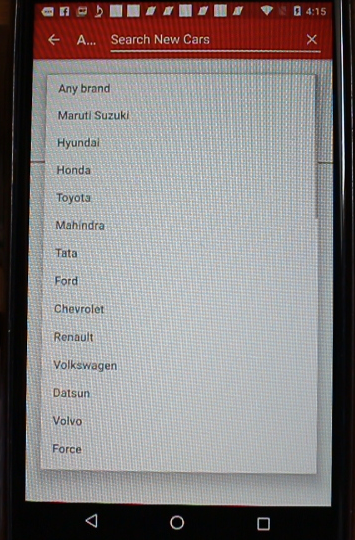 4:15
A...
Search New Cars
Any brand
Maruti Suzuki
Hyundai
Honda
Toyota
Mahindra
Tata
Ford
Chevrolet
Renault
Volkswagen
Datsun
Volvo
Force